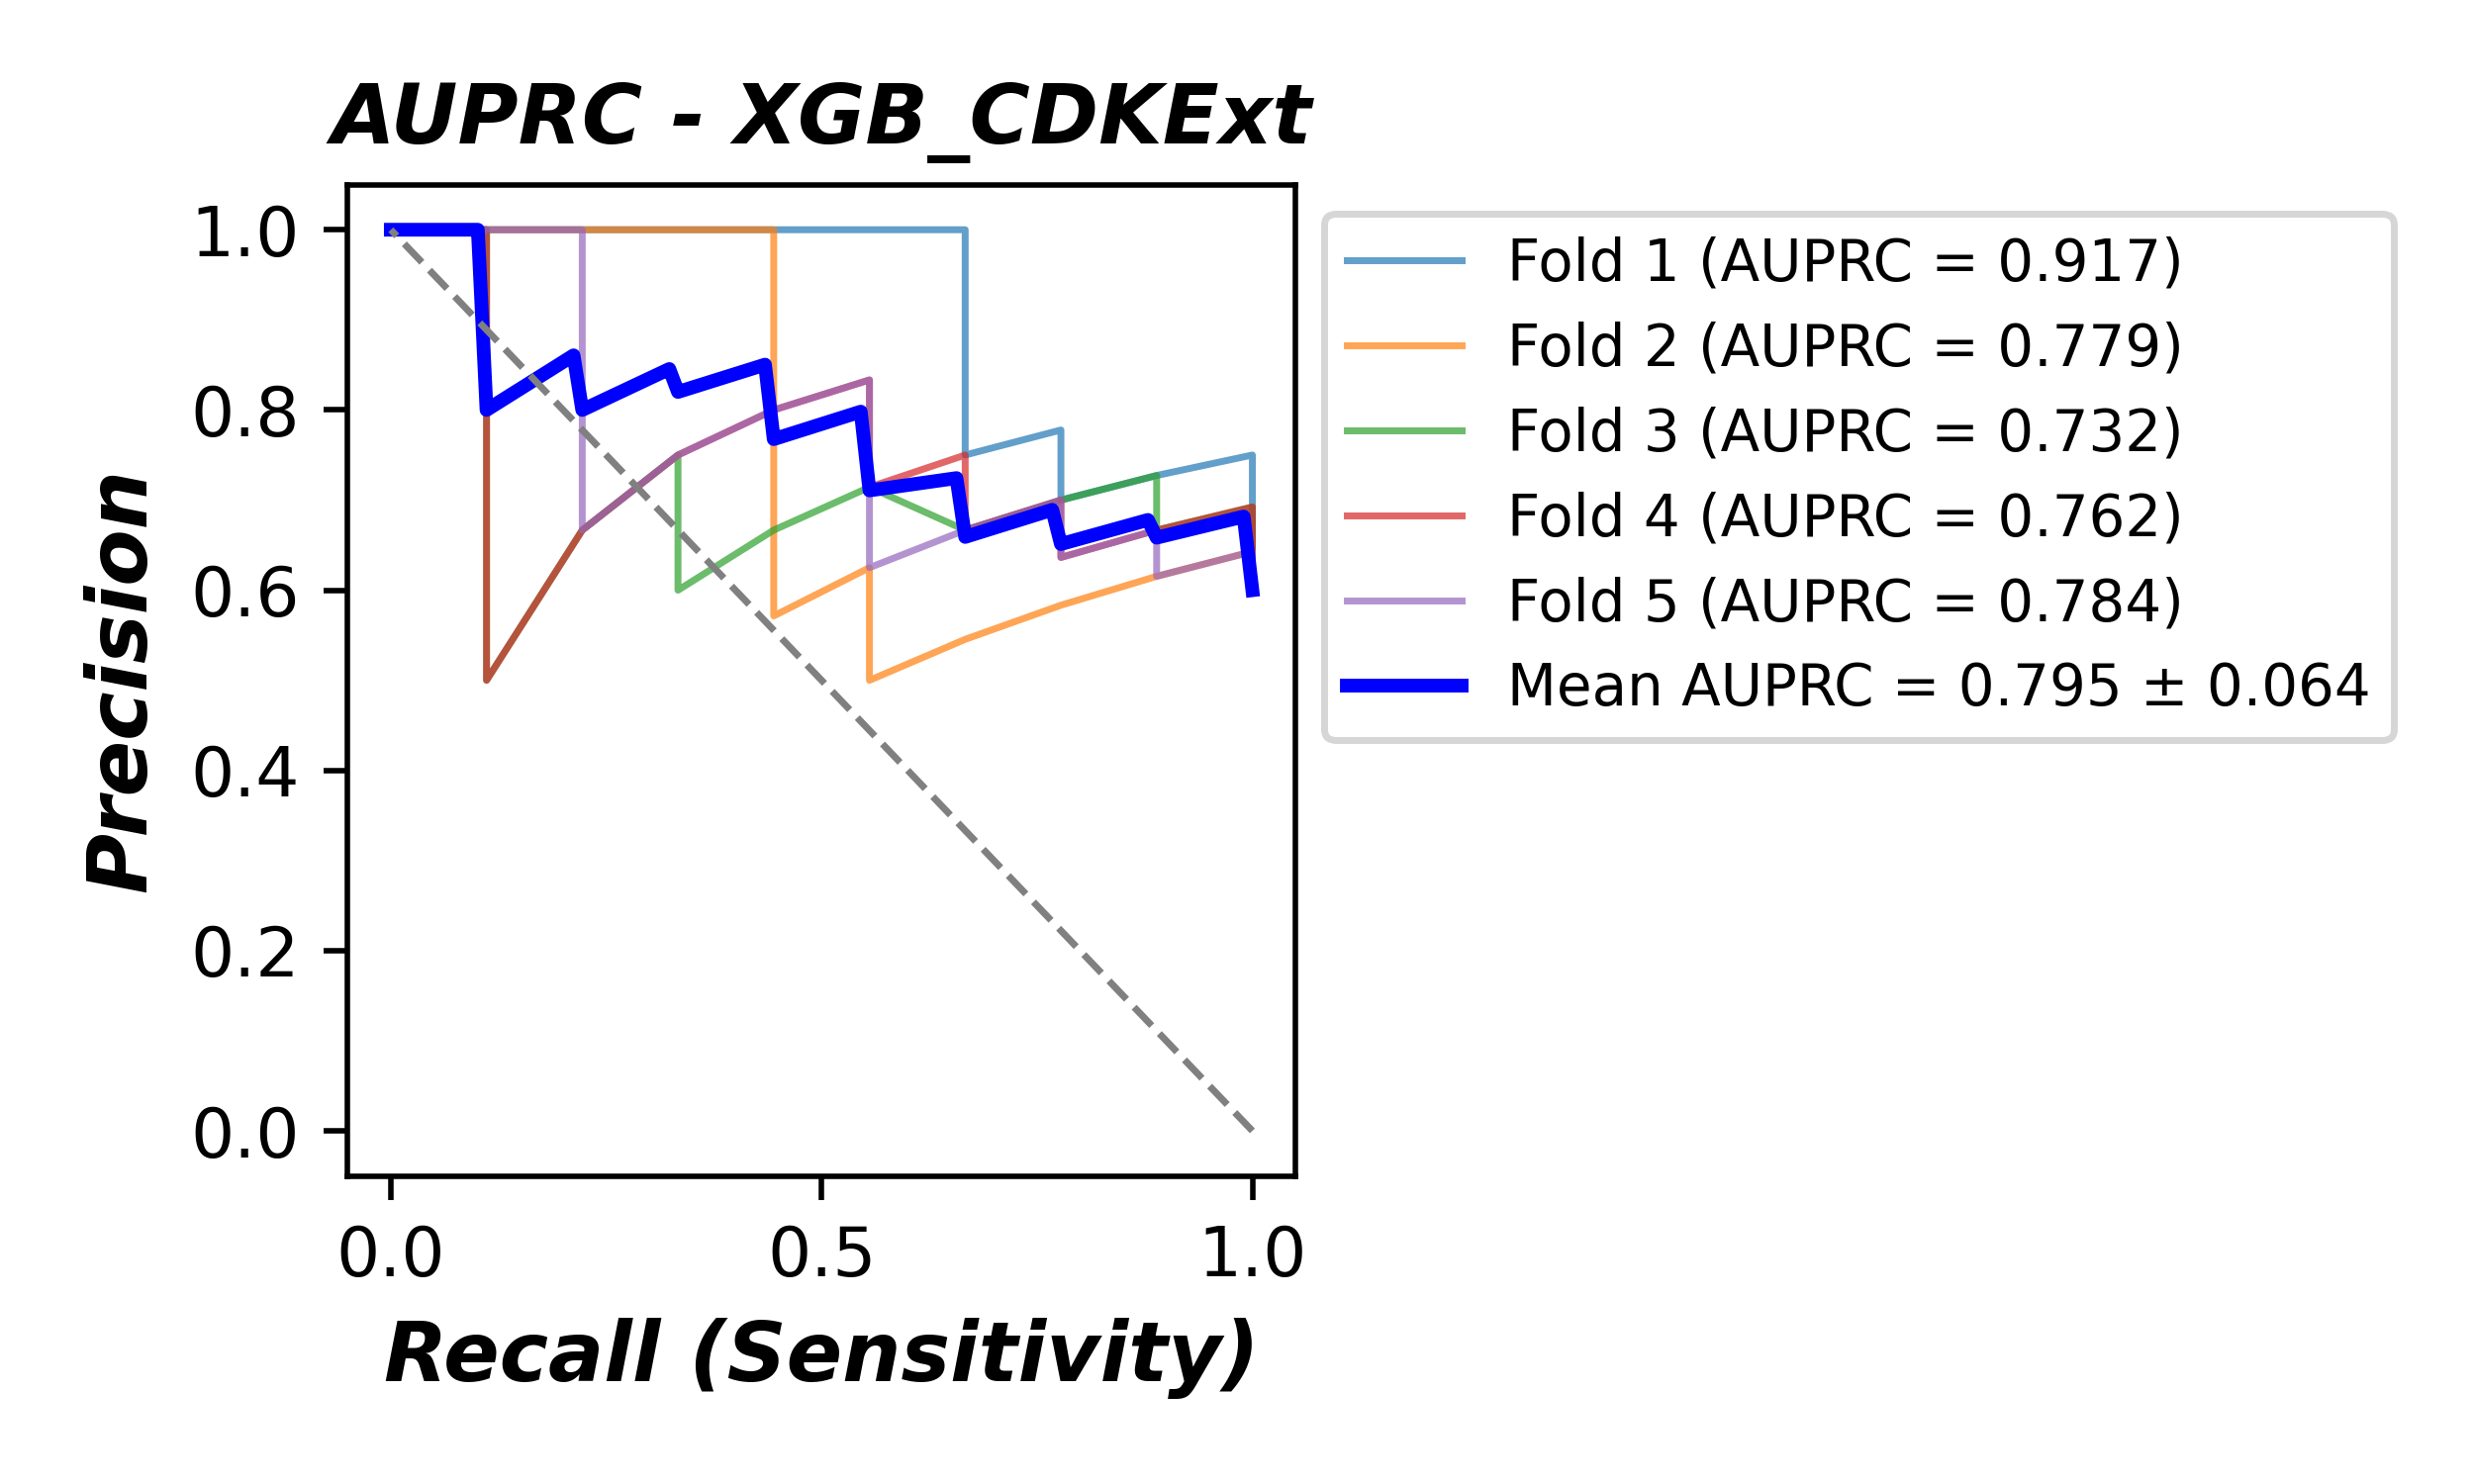 AUPRC - XGB_CDKExt
Precision
1.0
0.8
0.6
0.4
0.2
0.0
0.0
0.5
1.0
Recall (Sensitivity)
Fold 1 (AUPRC = 0.917)
Fold 2 (AUPRC = 0.779)
Fold 3 (AUPRC = 0.732)
Fold 4 (AUPRC = 0.762)
Fold 5 (AUPRC = 0.784)
Mean AUPRC = 0.795 ± 0.064